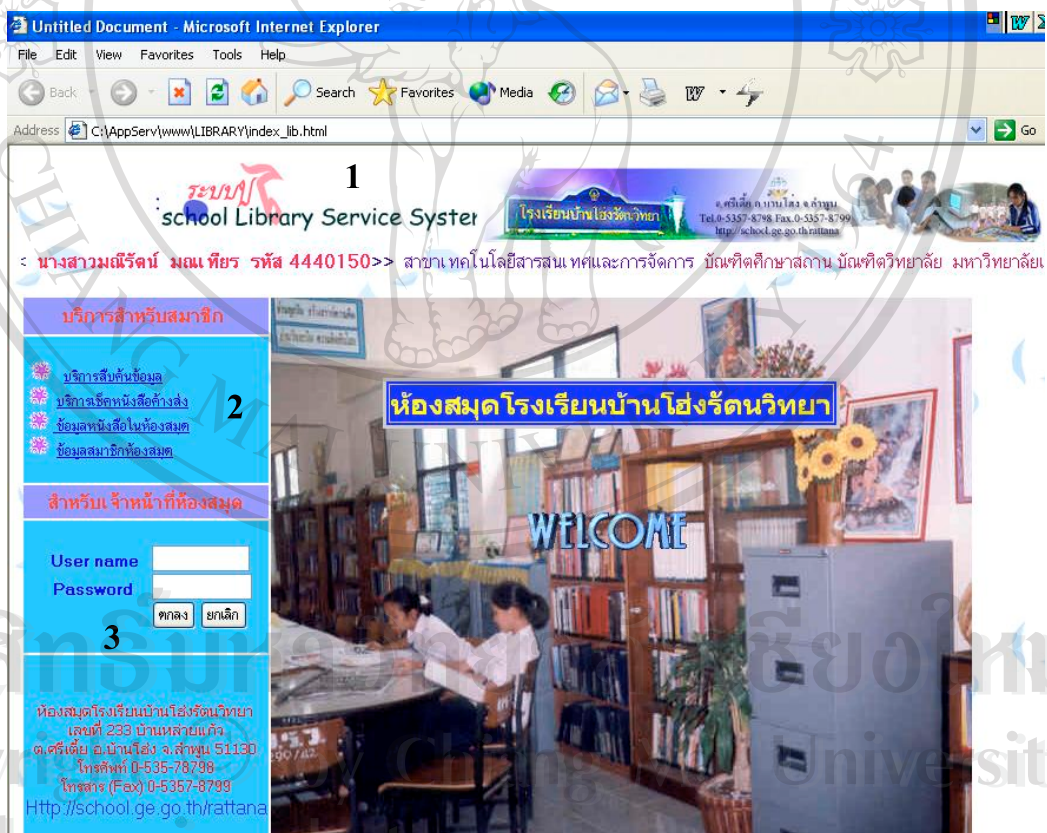 Untitled Document - Microsoft Internet Explorer
File Edit View Favorites Tools Help
Back Search Favorites Media
Address C:\AppServ\www\LIBRARY\index_lib.html Go
1
ระบบ
school Library Service Syster
โรงเรียนบ้านโฮ่งรัตนวิทยา
Tel.0-5357-8798 Fax.0-5357-8799
http://school.ge.go.th/rattana
< นางสาวมณีรัตน์ มณเฑียร รหัส 4440150>> สาขาเทคโนโลยีสารสนเทศและการจัดการ บัณฑิตศึกษาสถาน บัณฑิตวิทยาลัย มหาวิทยาลัยเ
บริการสำหรับสมาชิก
บริการสืบค้นข้อมูล
บริการเช็คหนังสือค้างส่ง
ข้อมูลหนังสือในห้องสมุด
ข้อมูลสมาชิกห้องสมุด
2
ห้องสมุดโรงเรียนบ้านโฮ่งรัตนวิทยา
WELCOME
สำหรับเจ้าหน้าที่ห้องสมุด
User name
Password
ตกลง ยกเลิก
3
ห้องสมุดโรงเรียนบ้านโฮ่งรัตนวิทยา
เลขที่ 233 บ้านหล่ายแก้ว
ต.ศรีเตี้ย อ.บ้านโฮ่ง จ.ลำพูน 51130
โทรศัพท์ 0-535-78798
โทรสาร (Fax) 0-5357-8799
Http://school.ge.go.th/rattana